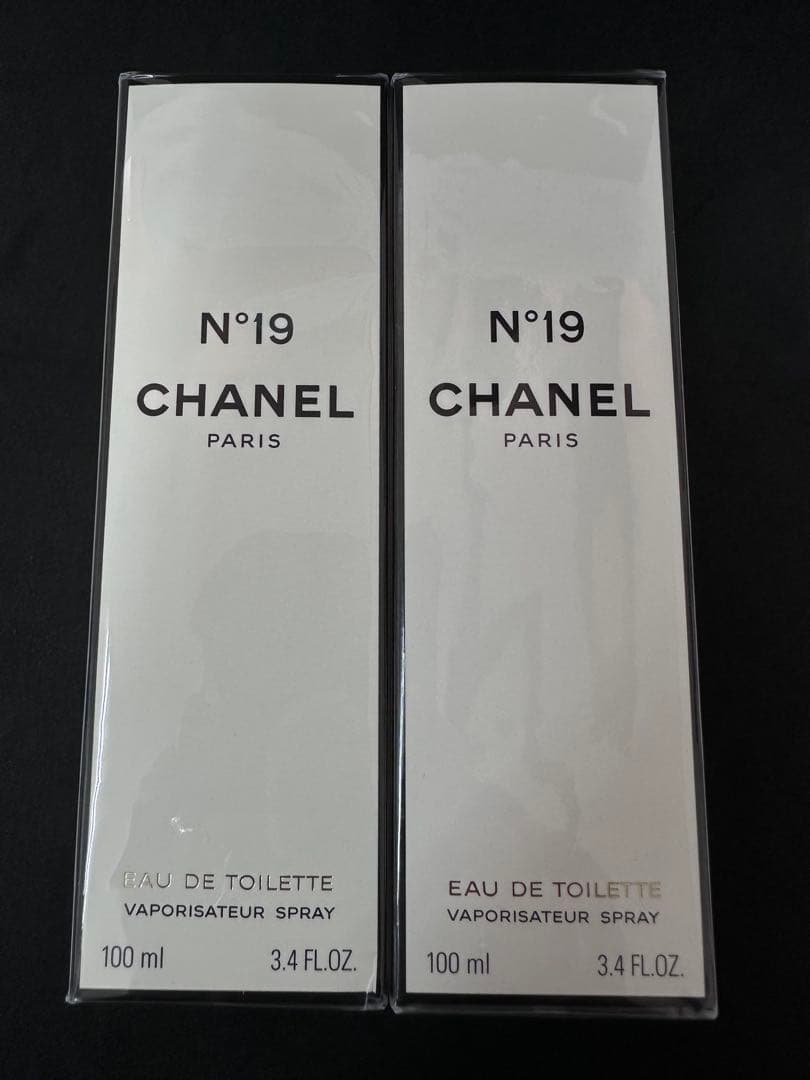 N°19
CHANEL
PARIS
EAU DE TOILETTE
VAPORISATEUR SPRAY
100 ml 3.4 FL.OZ.
N°19
CHANEL
PARIS
EAU DE TOILETTE
VAPORISATEUR SPRAY
100 ml 3.4 FL.OZ.